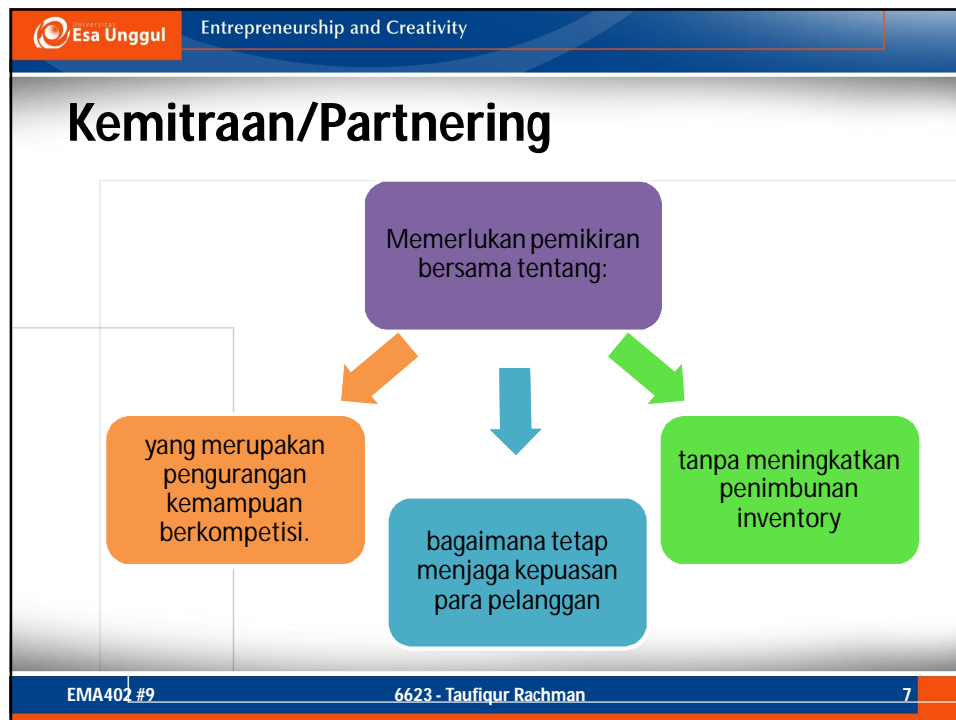 Universitas
Esa Unggul
Entrepreneurship and Creativity
Kemitraan/Partnering
Memerlukan pemikiran
bersama tentang:
yang merupakan
pengurangan
kemampuan
berkompetisi.
bagaimana tetap
menjaga kepuasan
para pelanggan
tanpa meningkatkan
penimbunan
inventory
EMA402 #9
6623 - Taufiqur Rachman
7